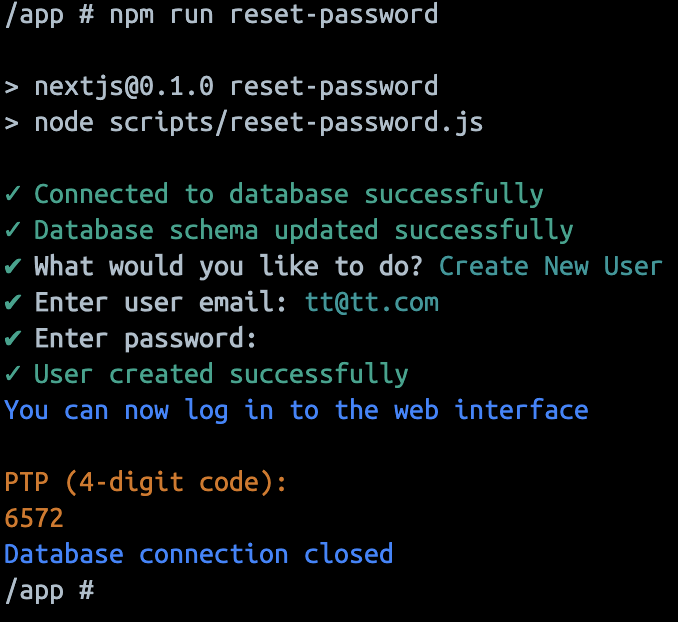 /app # npm run reset-password
> nextjs@0.1.0 reset-password
> node scripts/reset-password.js
✓ Connected to database successfully
✓ Database schema updated successfully
✔ What would you like to do? Create New User
✔ Enter user email: tt@tt.com
✔ Enter password:
✓ User created successfully
You can now log in to the web interface
PTP (4-digit code):
6572
Database connection closed
/app #